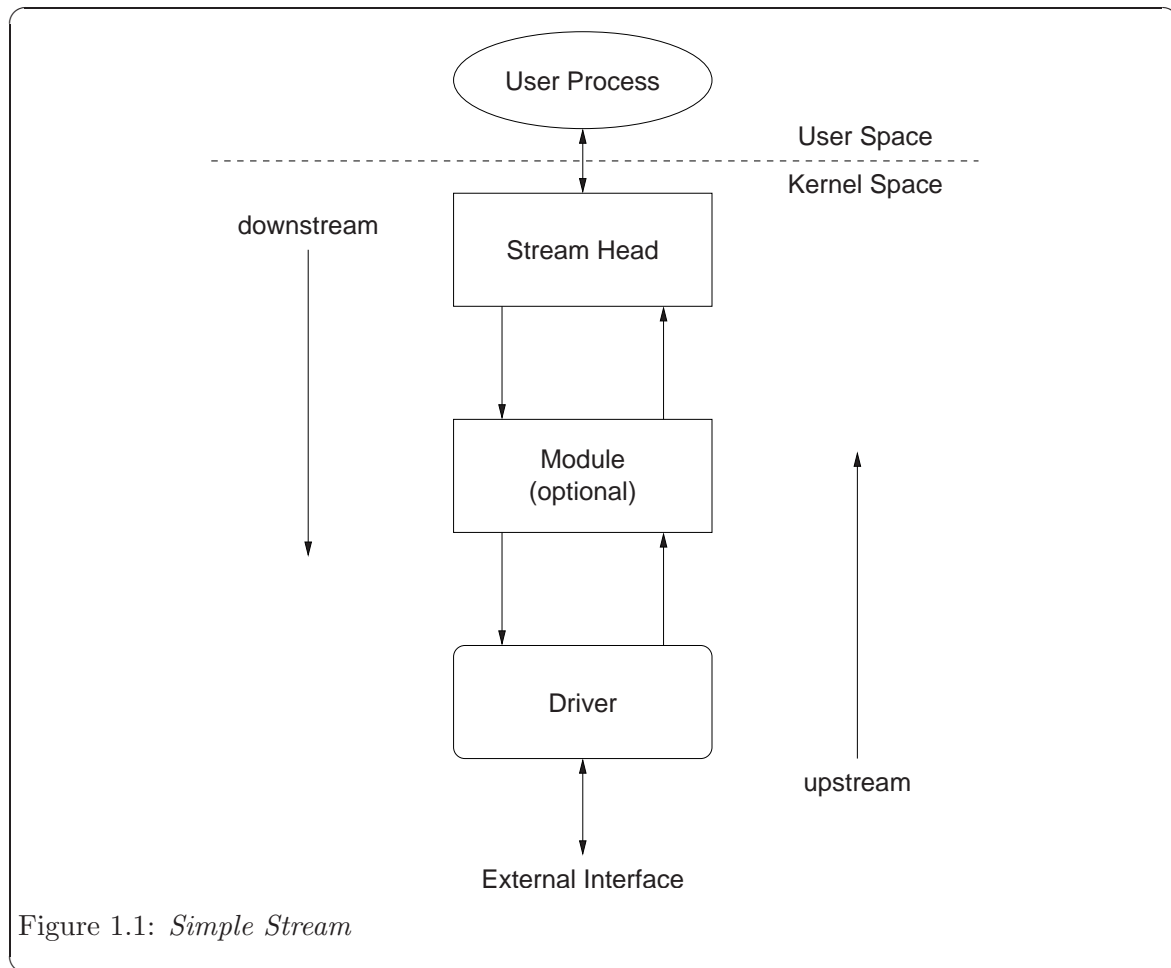 User Process
User Space
Kernel Space
downstream
Stream Head
Module
(optional)
Driver
upstream
External Interface
Figure 1.1: Simple Stream